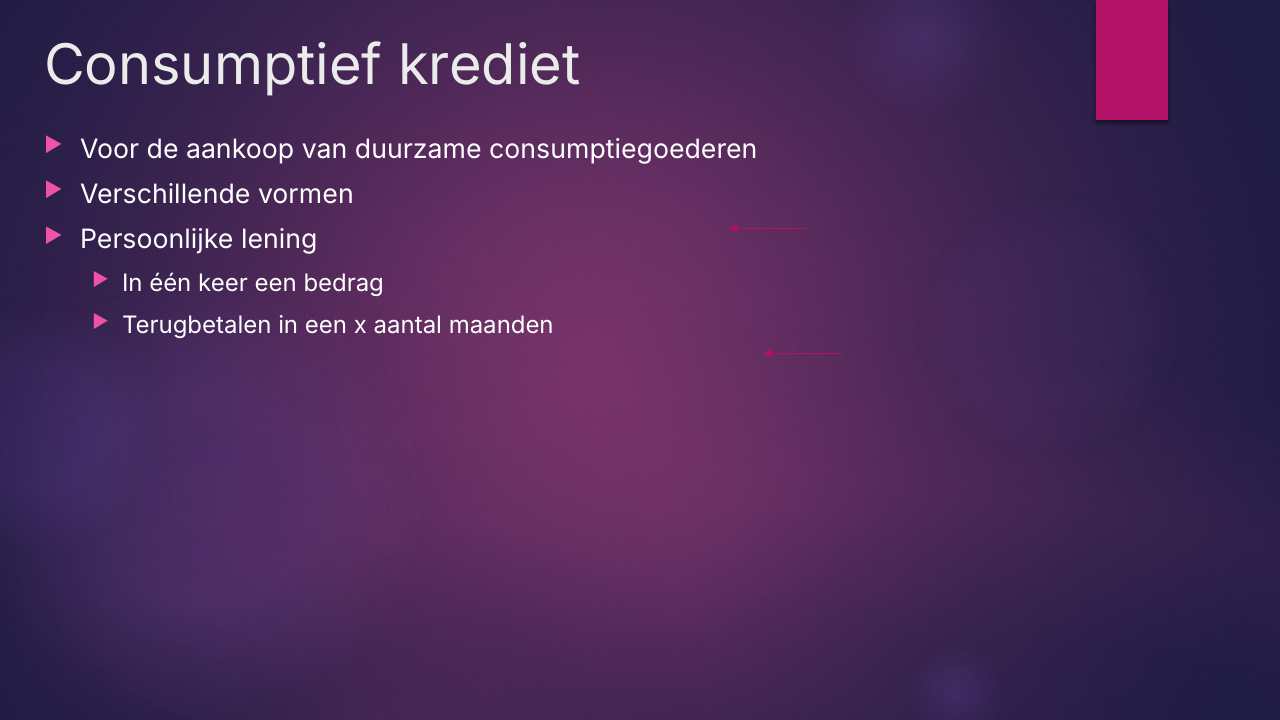 Consumptief krediet
Voor de aankoop van duurzame consumptiegoederen
Verschillende vormen
Persoonlijke lening
In één keer een bedrag
Terugbetalen in een x aantal maanden